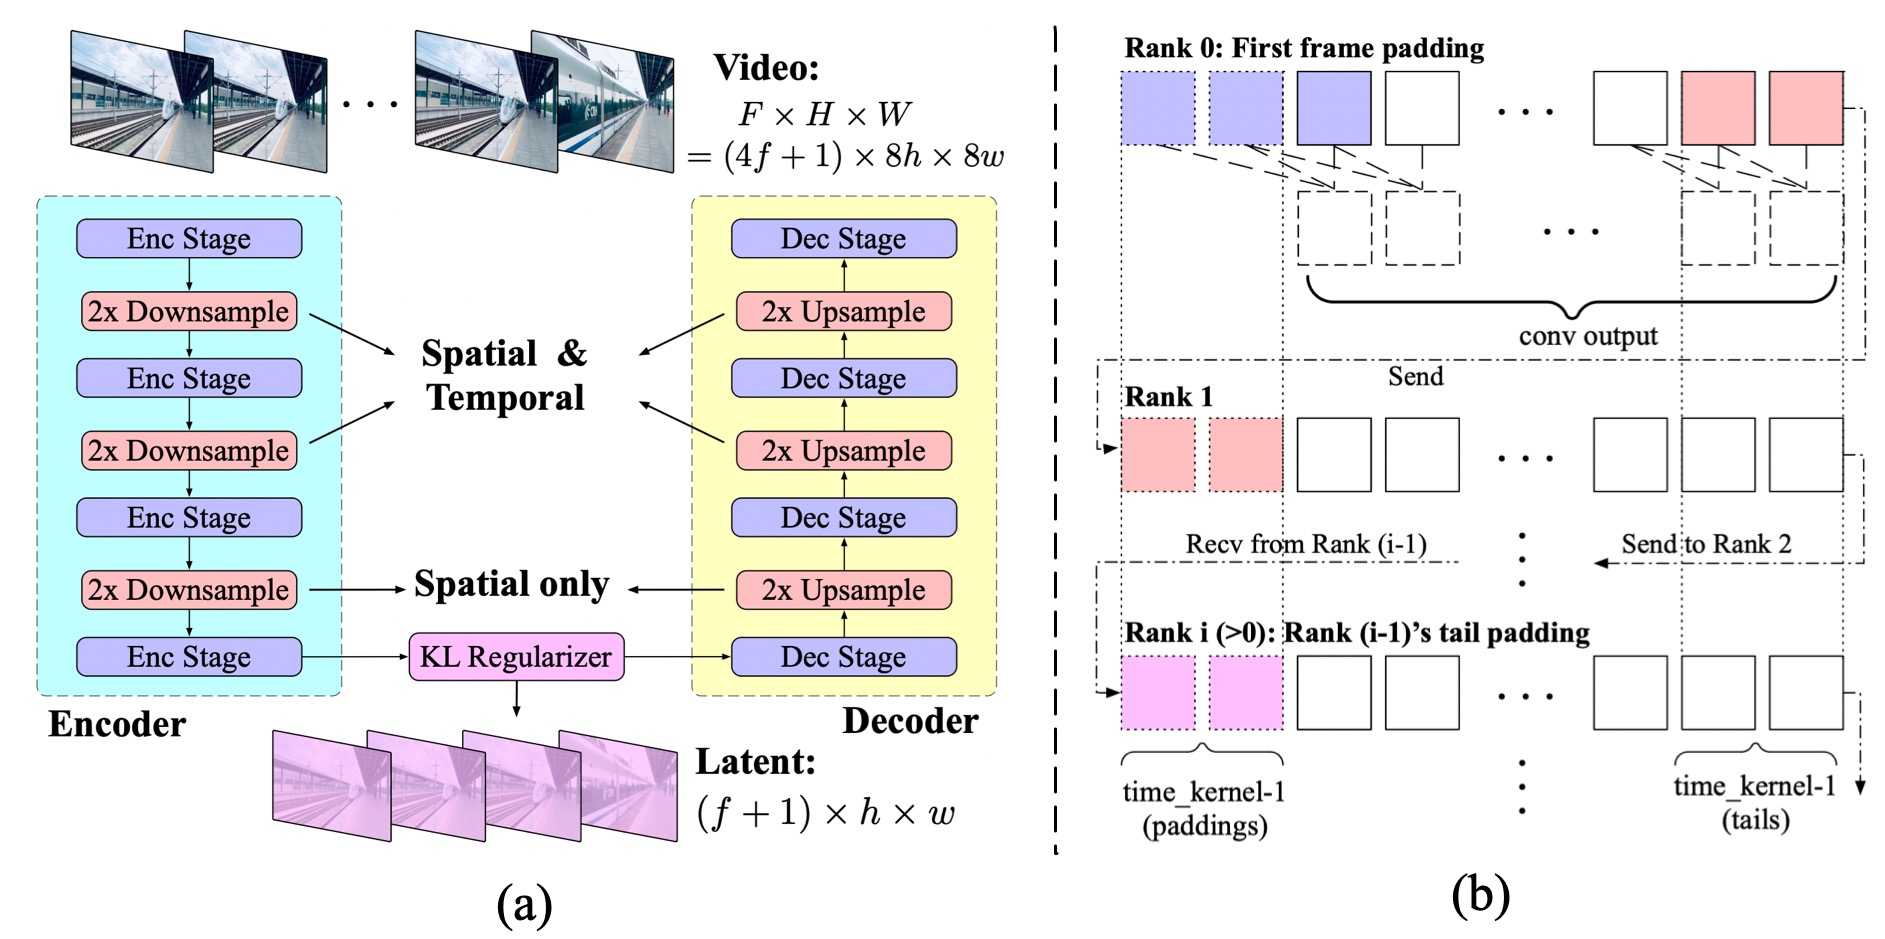 Video:
F × H × W
= (4f + 1) × 8h × 8w
Enc Stage
2x Downsample
Enc Stage
2x Downsample
Enc Stage
2x Downsample
Enc Stage
Encoder
Spatial &
Temporal
Spatial only
KL Regularizer
Dec Stage
2x Upsample
Dec Stage
2x Upsample
Dec Stage
2x Upsample
Dec Stage
Decoder
Latent:
(f + 1) × h × w
(a)
Rank 0: First frame padding
conv output
Send
Rank 1
Recv from Rank (i-1)
Send to Rank 2
Rank i (>0): Rank (i-1)'s tail padding
time_kernel-1
(paddings)
time_kernel-1
(tails)
(b)